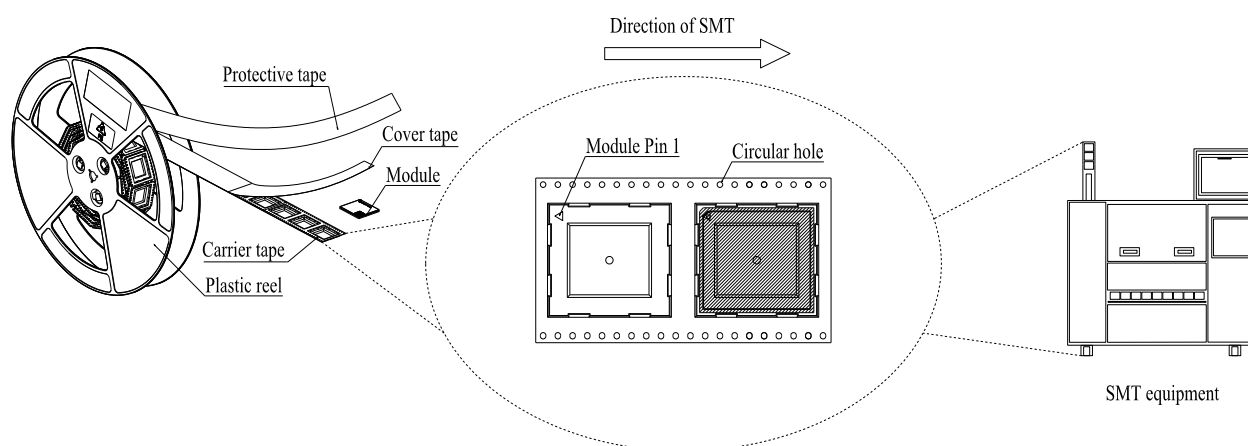 Direction of SMT
Protective tape
Cover tape
Module
Module Pin 1
Circular hole
Carrier tape
Plastic reel
SMT equipment